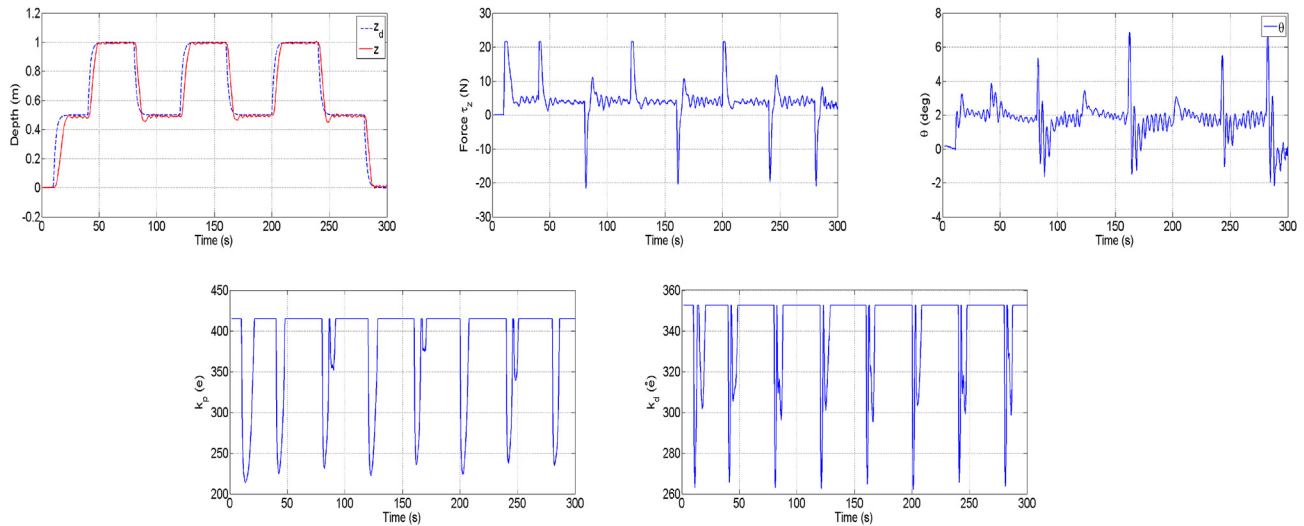 1.2
1
0.8
0.6
0.4
0.2
0
-0.2
0 50 100 150 200 250 300
Depth (m)
Time (s)
z_d
z
30
20
10
0
-10
-20
-30
0 50 100 150 200 250 300
Force τ_z (N)
Time (s)
8
6
4
2
0
2
4
0 50 100 150 200 250 300
θ (deg)
Time (s)
θ
450
400
350
300
250
200
0 50 100 150 200 250 300
k_p (e)
Time (s)
360
340
320
300
280
260
0 50 100 150 200 250 300
k_d (ė)
Time (s)